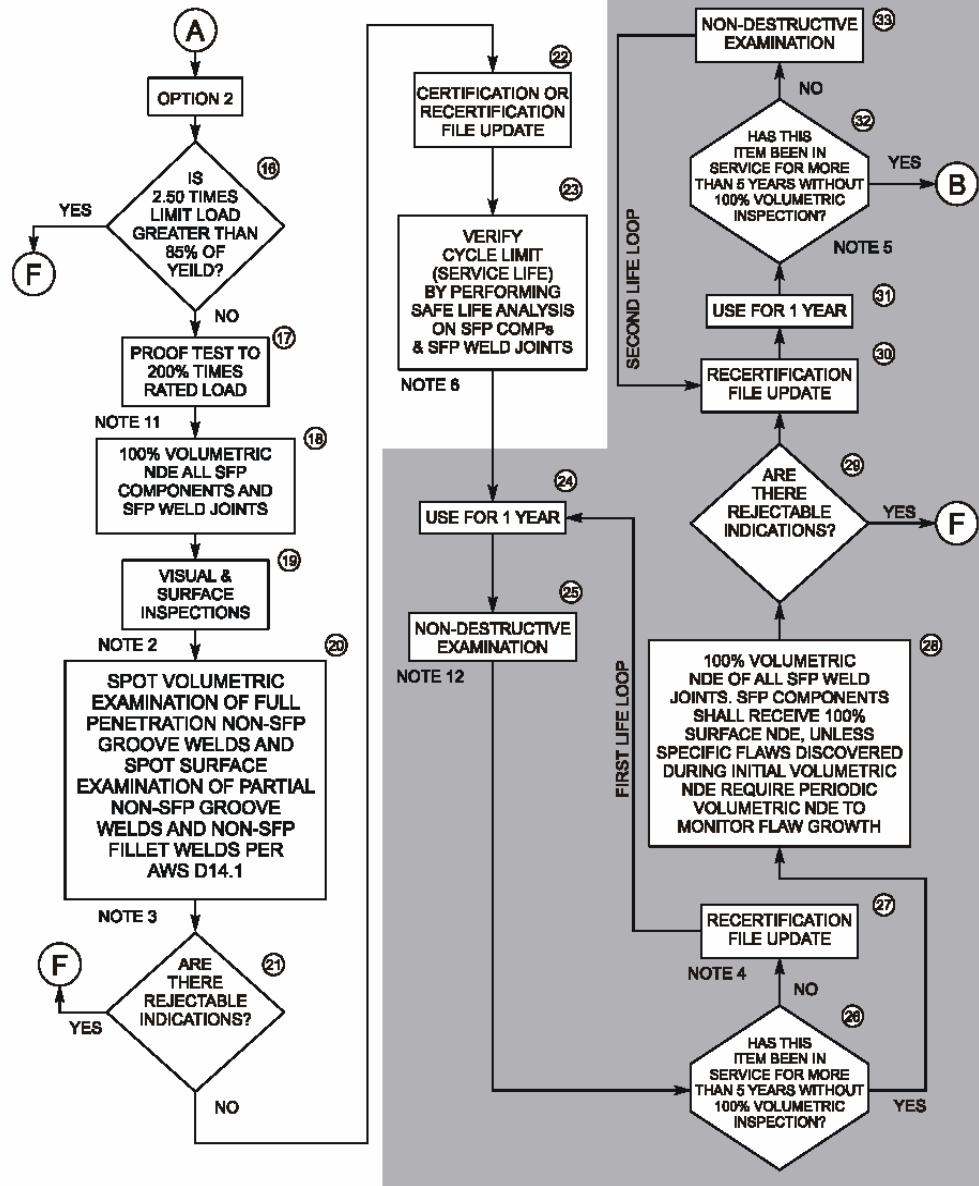 A
OPTION 2
16
IS
2.50 TIMES
LIMIT LOAD
GREATER THAN
85% OF
YEILD?
YES
F
NO
17
PROOF TEST TO
200% TIMES
RATED LOAD
NOTE 11
18
100% VOLUMETRIC
NDE ALL SFP
COMPONENTS AND
SFP WELD JOINTS
19
VISUAL &
SURFACE
INSPECTIONS
NOTE 2
20
SPOT VOLUMETRIC
EXAMINATION OF FULL
PENETRATION NON-SFP
GROOVE WELDS AND
SPOT SURFACE
EXAMINATION OF PARTIAL
NON-SFP GROOVE
WELDS AND NON-SFP
FILLET WELDS PER
AWS D14.1
NOTE 3
21
ARE
THERE
REJECTABLE
INDICATIONS?
F
YES
NO
22
CERTIFICATION OR
RECERTIFICATION
FILE UPDATE
23
VERIFY
CYCLE LIMIT
(SERVICE LIFE)
BY PERFORMING
SAFE LIFE ANALYSIS
ON SFP COMPs
& SFP WELD JOINTS
NOTE 6
24
USE FOR 1 YEAR
25
NON-DESTRUCTIVE
EXAMINATION
NOTE 12
FIRST LIFE LOOP
26
HAS THIS
ITEM BEEN IN
SERVICE FOR MORE
THAN 5 YEARS WITHOUT
100% VOLUMETRIC
INSPECTION?
YES
NO
27
RECERTIFICATION
FILE UPDATE
NOTE 4
28
100% VOLUMETRIC
NDE OF ALL SFP WELD
JOINTS. SFP COMPONENTS
SHALL RECEIVE 100%
SURFACE NDE, UNLESS
SPECIFIC FLAWS DISCOVERED
DURING INITIAL VOLUMETRIC
NDE REQUIRE PERIODIC
VOLUMETRIC NDE TO
MONITOR FLAW GROWTH
29
ARE
THERE
REJECTABLE
INDICATIONS?
YES
F
30
RECERTIFICATION
FILE UPDATE
31
USE FOR 1 YEAR
SECOND LIFE LOOP
NOTE 5
32
HAS THIS
ITEM BEEN IN
SERVICE FOR MORE
THAN 5 YEARS WITHOUT
100% VOLUMETRIC
INSPECTION?
YES
B
NO
33
NON-DESTRUCTIVE
EXAMINATION